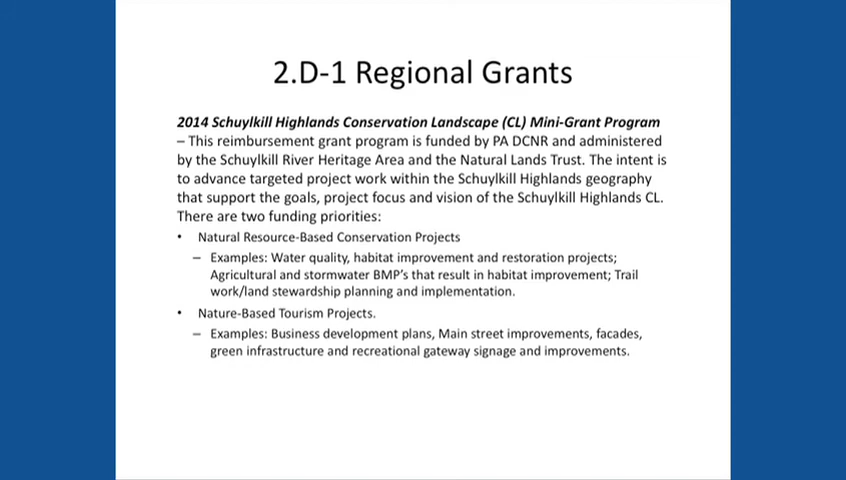 2.D-1 Regional Grants
2014 Schuylkill Highlands Conservation Landscape (CL) Mini-Grant Program
– This reimbursement grant program is funded by PA DCNR and administered
by the Schuylkill River Heritage Area and the Natural Lands Trust. The intent is
to advance targeted project work within the Schuylkill Highlands geography
that support the goals, project focus and vision of the Schuylkill Highlands CL.
There are two funding priorities:
• Natural Resource-Based Conservation Projects
– Examples: Water quality, habitat improvement and restoration projects;
Agricultural and stormwater BMP's that result in habitat improvement; Trail
work/land stewardship planning and implementation.
• Nature-Based Tourism Projects.
– Examples: Business development plans, Main street improvements, facades,
green infrastructure and recreational gateway signage and improvements.